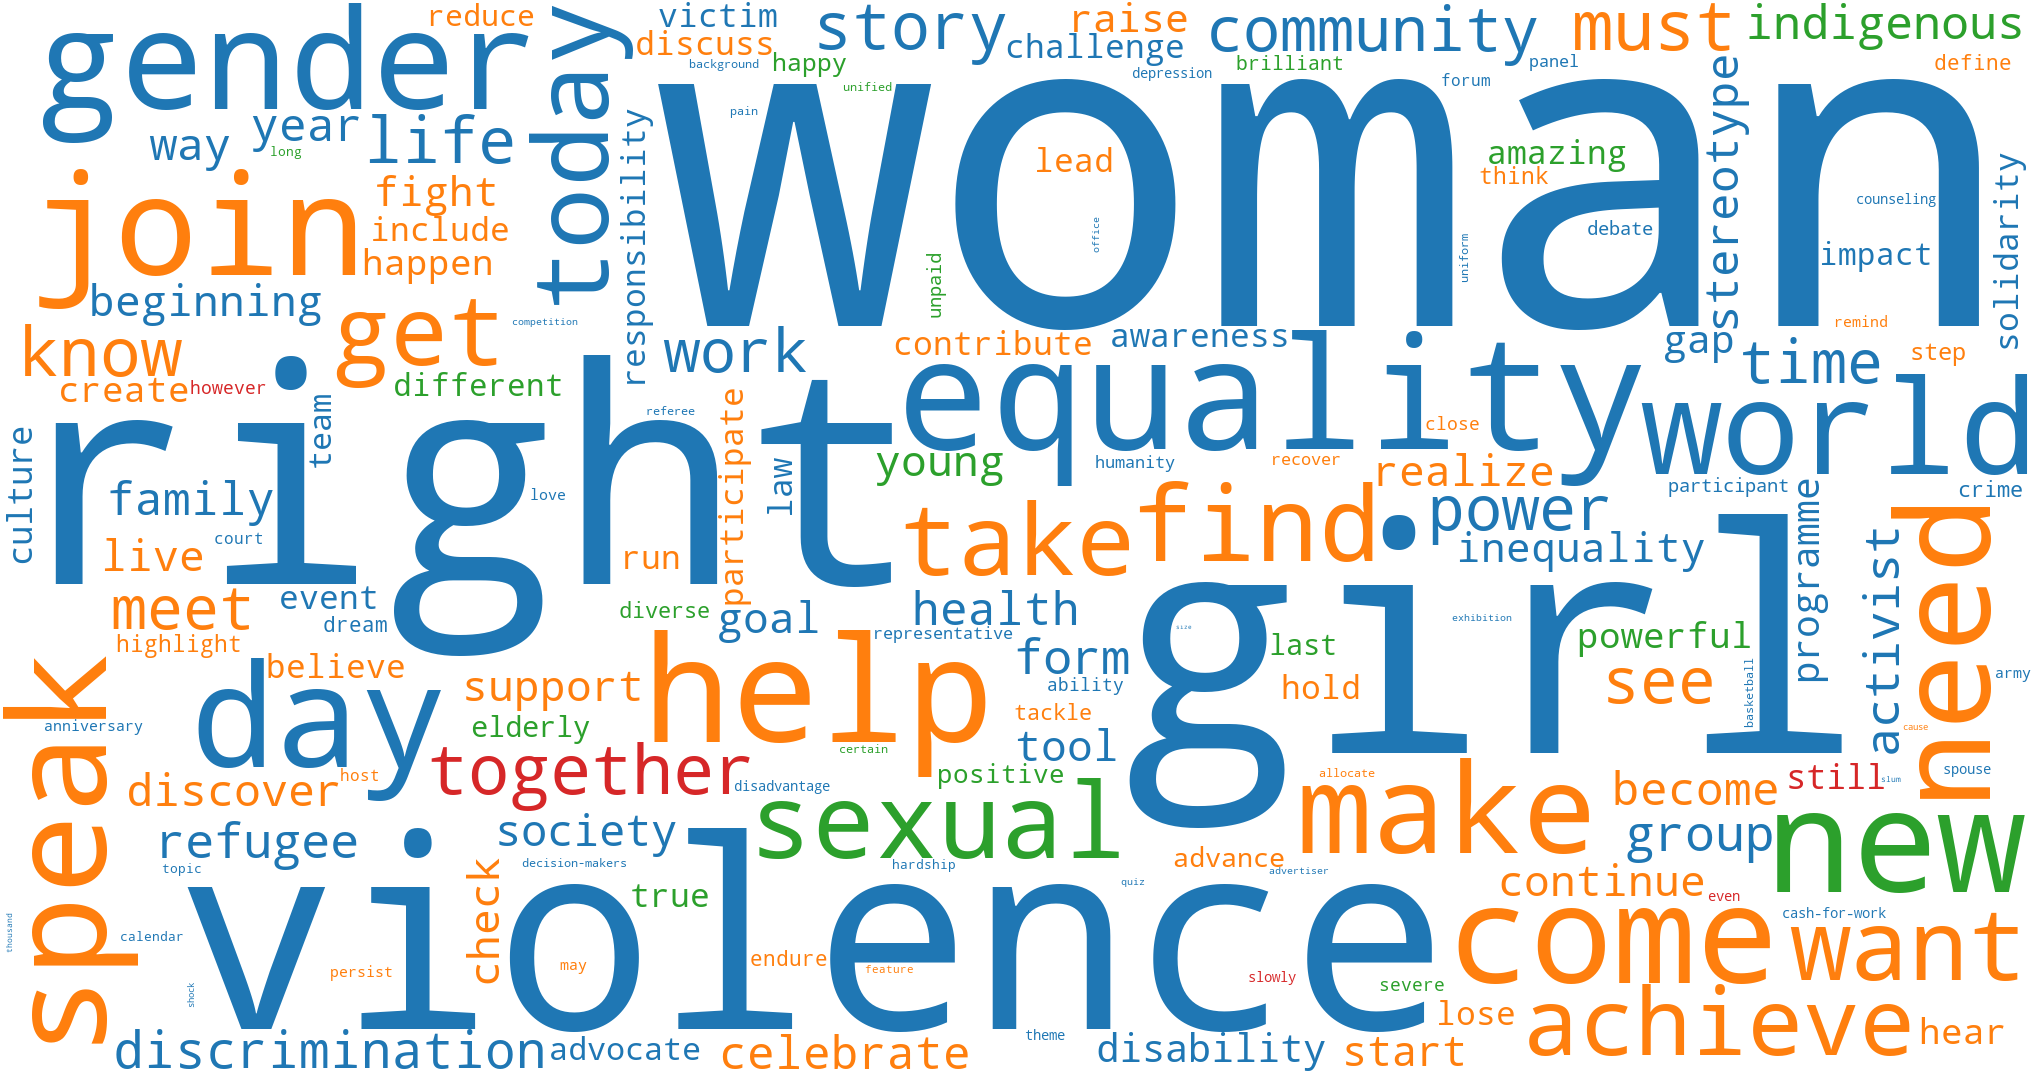 gender
reduce
today
victim
discuss
background
happy
story
unified
challenge
raise
depression
community
brilliant
forum
panel
must
indigenous
define
way
year
long
life
pain
woman
lead
office
amazing
think
debate
uniform
stereotype
counseling
impact
solidarity
join
fight
include
happen
responsibility
unpaid
beginning
competition
know
get
work
contribute
awareness
gap
time
remind
step
create
however
different
team
referee
participate
equality
close
world
culture
right
love
law
young
humanity
recover
realize
participant
crime
family
court
live
run
take
find
power
inequality
programme
activist
need
meet
event
dream
diverse
goal
health
representative
girl
size
last
exhibition
powerful
highlight
believe
day
support
help
form
ability
hold
see
basketball
army
speak
anniversary
elderly
tackle
tool
certain
cause
together
discover
host
disadvantage
positive
sexual
allocate
make
become
still
slum
spouse
refugee
society
new
group
topic
decision-makers
hardship
advance
advertiser
quiz
continue
even
cash-for-work
violence
check
true
thousand
calendar
persist
shock
may
endure
feature
slowly
severe
come
want
discrimination
advocate
celebrate
theme
disability
start
lose
achieve
hear